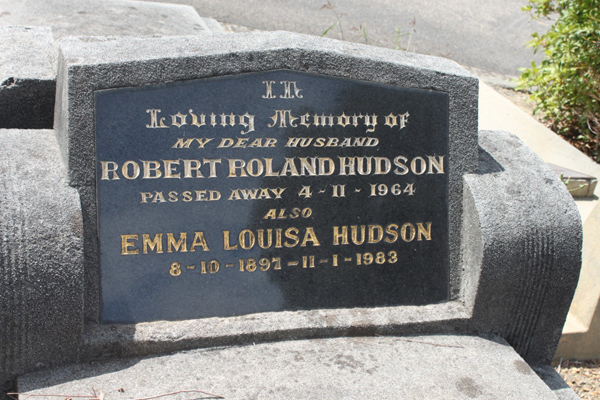 In
Loving Memory of
MY DEAR HUSBAND
ROBERT ROLAND HUDSON
PASSED AWAY 4-11-1964
ALSO
EMMA LOUISA HUDSON
8-10-1897-11-1-1983